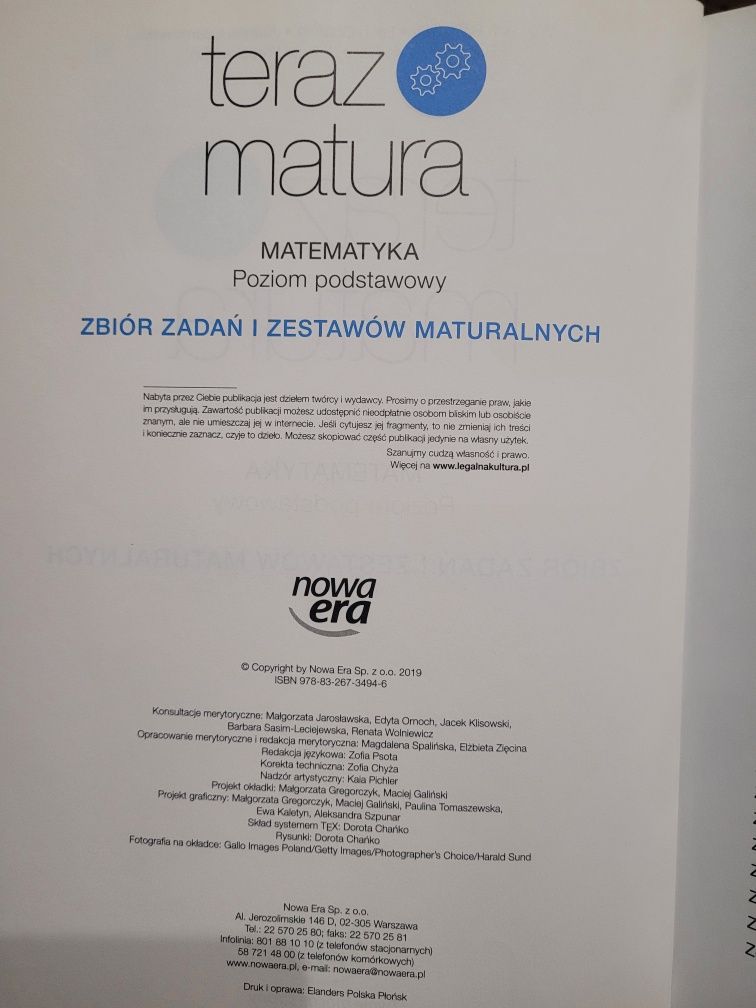 teraz
matura
MATEMATYKA
Poziom podstawowy
ZBIÓR ZADAŃ I ZESTAWÓW MATURALNYCH
Nabyta przez Ciebie publikacja jest dziełem twórcy i wydawcy. Prosimy o przestrzeganie praw, jakie
im przysługują. Zawartość publikacji możesz udostępnić nieodpłatnie osobom bliskim lub osobiście
znanym, ale nie umieszczaj jej w internecie. Jeśli cytujesz jej fragmenty, to nie zmieniaj ich treści
i koniecznie zaznacz, czyje to dzieło. Możesz skopiować część publikacji jedynie na własny użytek.
Szanujmy cudzą własność i prawo.
Więcej na www.legalnakultura.pl
nowa
era
© Copyright by Nowa Era Sp. z o.o. 2019
ISBN 978-83-267-3494-6
Konsultacje merytoryczne: Małgorzata Jarosławska, Edyta Ornoch, Jacek Klisowski,
Barbara Sasim-Leciejewska, Renata Wolniewicz
Opracowanie merytoryczne i redakcja merytoryczna: Magdalena Spalińska, Elżbieta Zięcina
Redakcja językowa: Zofia Psota
Korekta techniczna: Zofia Chyża
Nadzór artystyczny: Kaia Pichler
Projekt okładki: Małgorzata Gregorczyk, Maciej Galiński
Projekt graficzny: Małgorzata Gregorczyk, Maciej Galiński, Paulina Tomaszewska,
Ewa Kaletyn, Aleksandra Szpunar
Skład systemem TEX: Dorota Chańko
Rysunki: Dorota Chańko
Fotografia na okładce: Gallo Images Poland/Getty Images/Photographer's Choice/Harald Sund
Nowa Era Sp. z o.o.
Al. Jerozolimskie 146 D, 02-305 Warszawa
Tel.: 22 570 25 80; faks: 22 570 25 81
Infolinia: 801 88 10 10 (z telefonów stacjonarnych)
58 721 48 00 (z telefonów komórkowych)
www.nowaera.pl, e-mail: nowaera@nowaera.pl
Druk i oprawa: Elanders Polska Płońsk